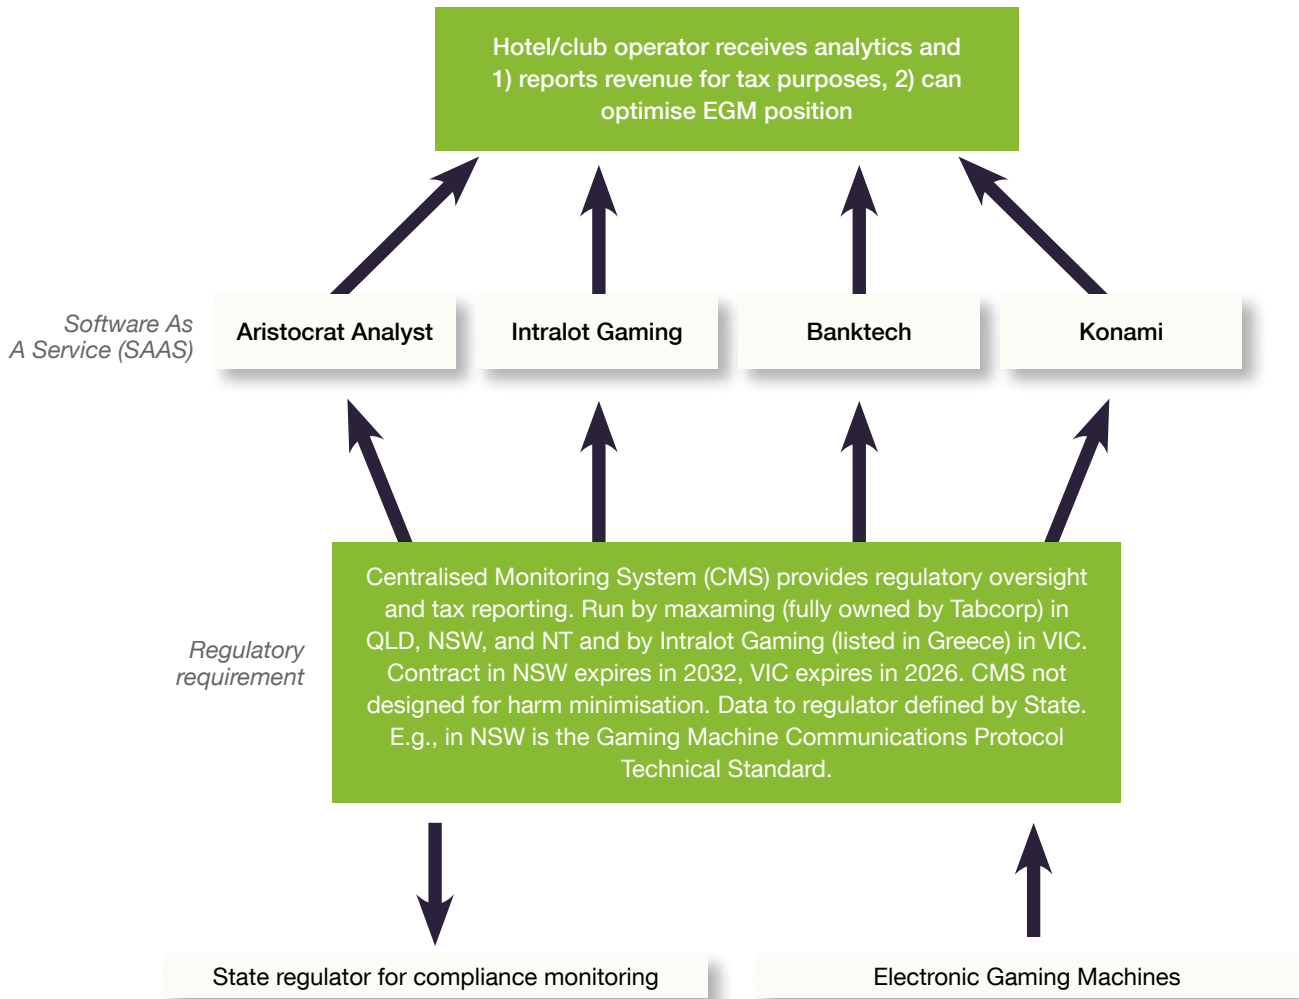 Hotel/club operator receives analytics and
1) reports revenue for tax purposes, 2) can
optimise EGM position
Software As
A Service (SAAS)
Aristocrat Analyst
Intralot Gaming
Banktech
Konami
Regulatory
requirement
Centralised Monitoring System (CMS) provides regulatory oversight
and tax reporting. Run by maxaming (fully owned by Tabcorp) in
QLD, NSW, and NT and by Intralot Gaming (listed in Greece) in VIC.
Contract in NSW expires in 2032, VIC expires in 2026. CMS not
designed for harm minimisation. Data to regulator defined by State.
E.g., in NSW is the Gaming Machine Communications Protocol
Technical Standard.
State regulator for compliance monitoring
Electronic Gaming Machines